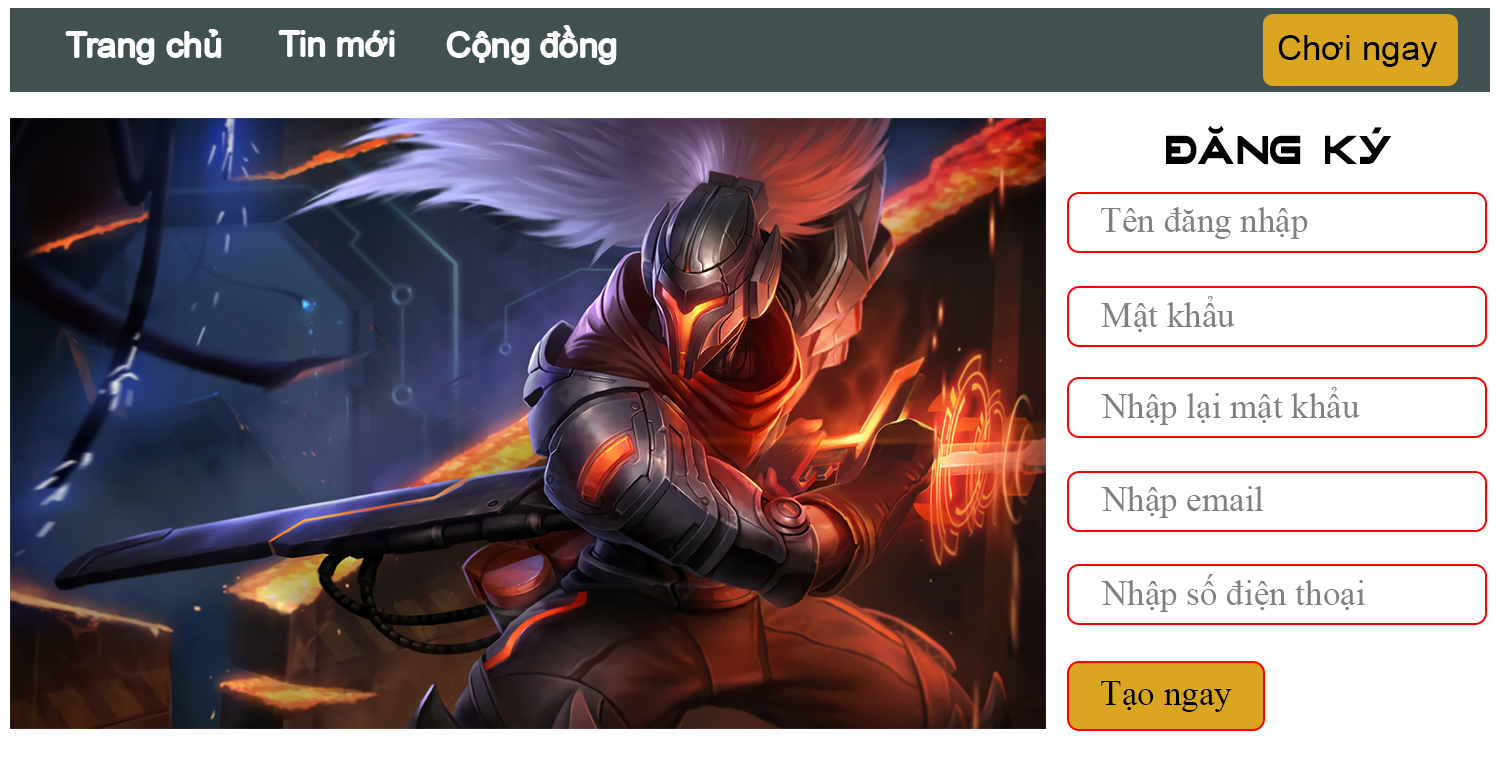 Trang chủ Tin mới Cộng đồng Chơi ngay
ĐĂNG KÝ
Tên đăng nhập
Mật khẩu
Nhập lại mật khẩu
Nhập email
Nhập số điện thoại
Tạo ngay